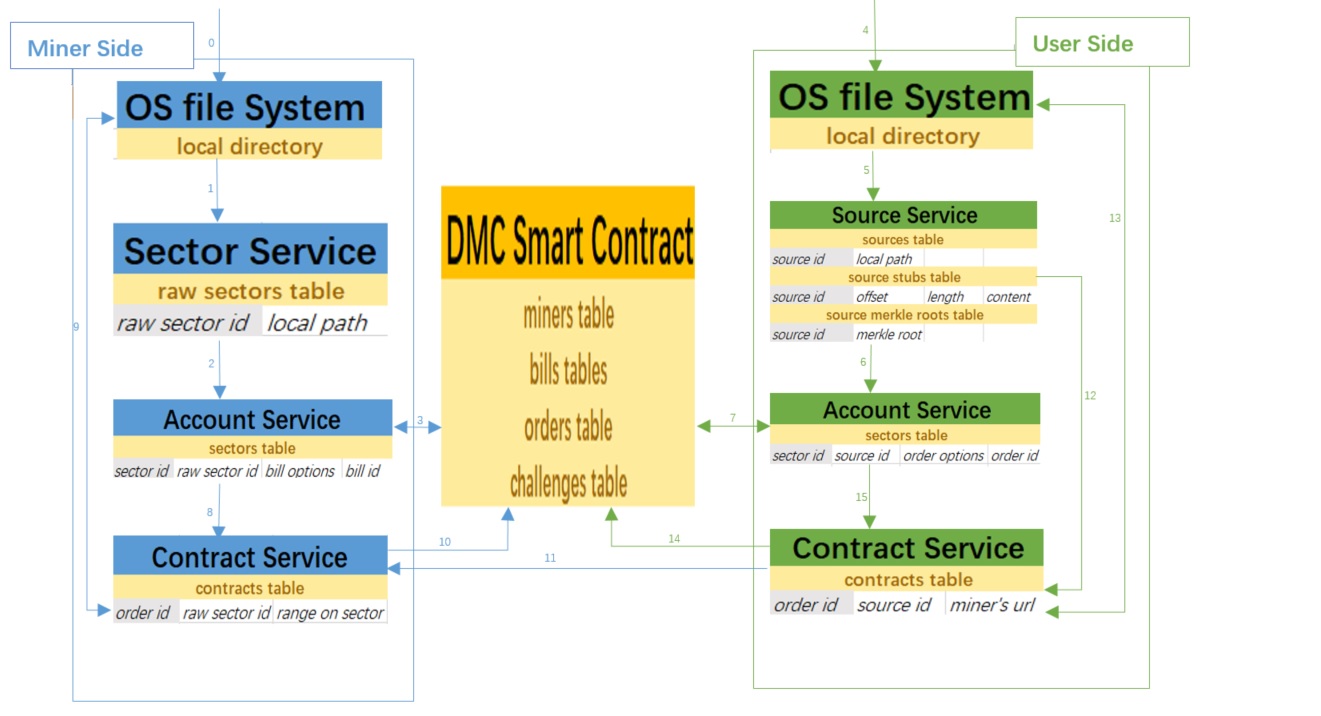 Miner Side
0
OS file System
local directory
1
Sector Service
raw sectors table
raw sector id local path
9
2
Account Service
sectors table
sector id raw sector id bill options bill id
3
8
Contract Service
contracts table
order id raw sector id range on sector
10
11
DMC Smart Contract
miners table
bills tables
orders table
challenges table
14
7
User Side
4
OS file System
local directory
5
13
Source Service
sources table
source id local path
source stubs table
source id offset length content
source merkle roots table
source id merkle root
6
12
Account Service
sectors table
sector id source id order options order id
15
Contract Service
contracts table
order id source id miner's url